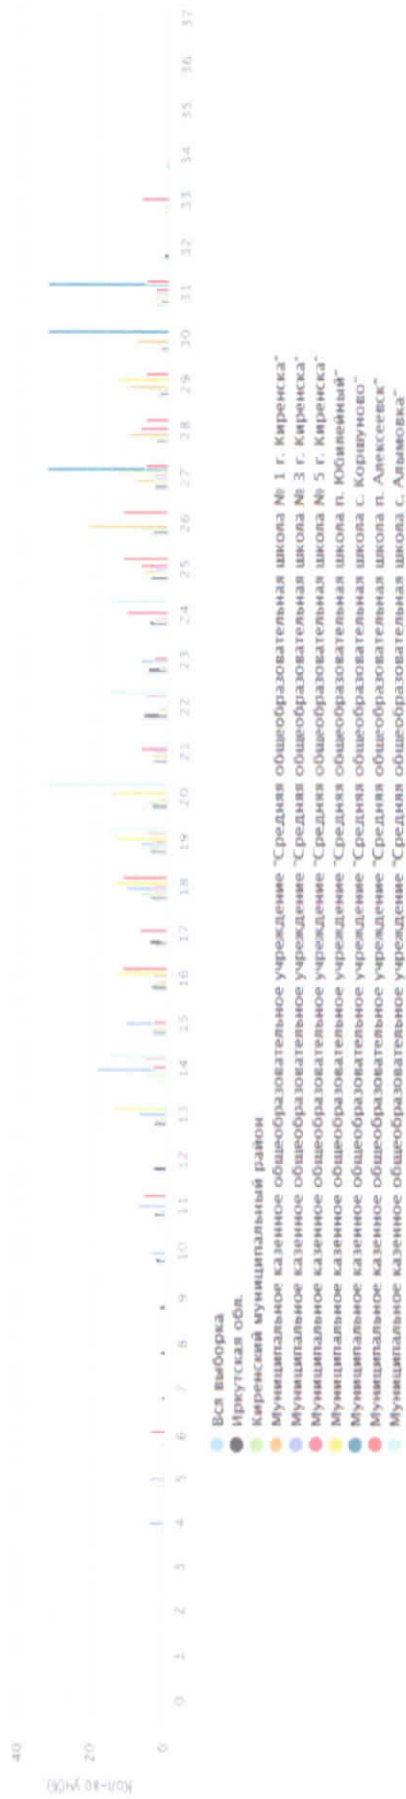 Кол-во уч(%)
40
20
0
0 1 2 3 4 5 6 7 8 9 10 11 12 13 14 15 16 17 18 19 20 21 22 23 24 25 26 27 28 29 30 31 32 33 34 35 36 37
Вся выборка
Иркутская обл.
Киренский муниципальный район
Муниципальное казенное общеобразовательное учреждение "Средняя общеобразовательная школа № 1 г. Киренска"
Муниципальное казенное общеобразовательное учреждение "Средняя общеобразовательная школа № 3 г. Киренска"
Муниципальное казенное общеобразовательное учреждение "Средняя общеобразовательная школа № 5 г. Киренска"
Муниципальное казенное общеобразовательное учреждение "Средняя общеобразовательная школа п. Юбилейный"
Муниципальное казенное общеобразовательное учреждение "Средняя общеобразовательная школа с. Коршуново"
Муниципальное казенное общеобразовательное учреждение "Средняя общеобразовательная школа п. Алексеевск"
Муниципальное казенное общеобразовательное учреждение "Средняя общеобразовательная школа с. Алымовка"